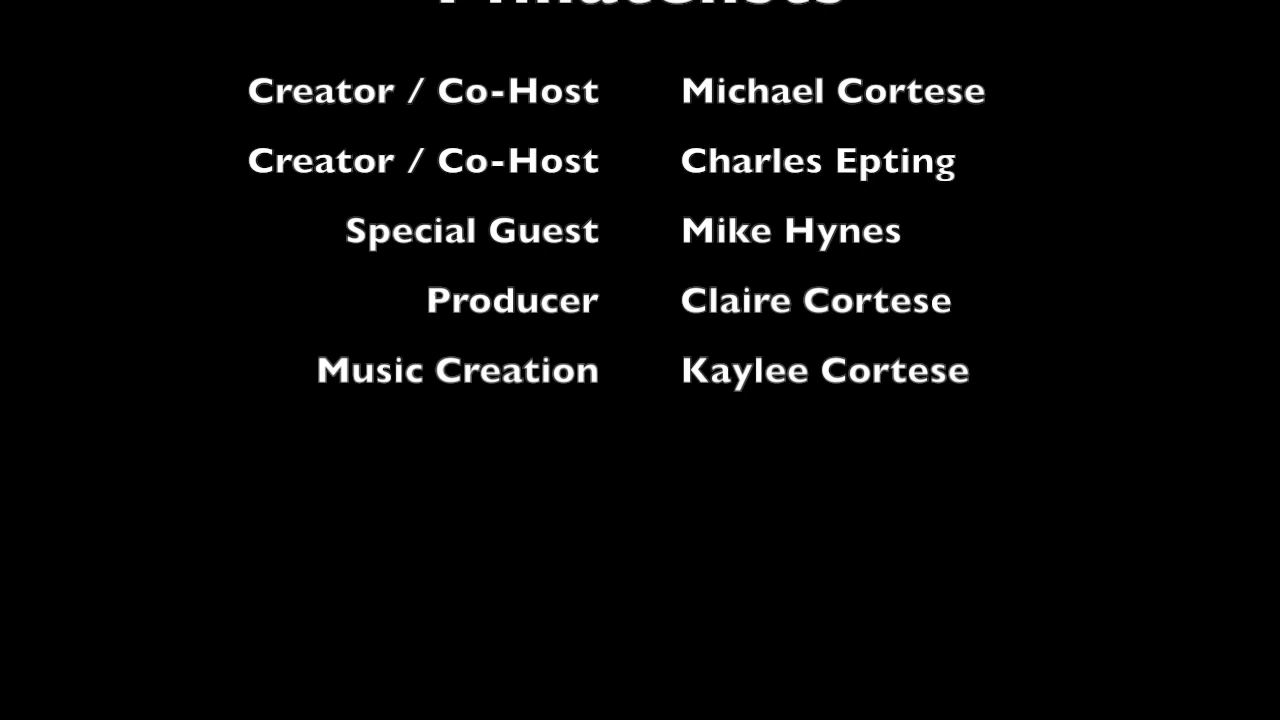 Creator / Co-Host Michael Cortese
Creator / Co-Host Charles Epting
Special Guest Mike Hynes
Producer Claire Cortese
Music Creation Kaylee Cortese